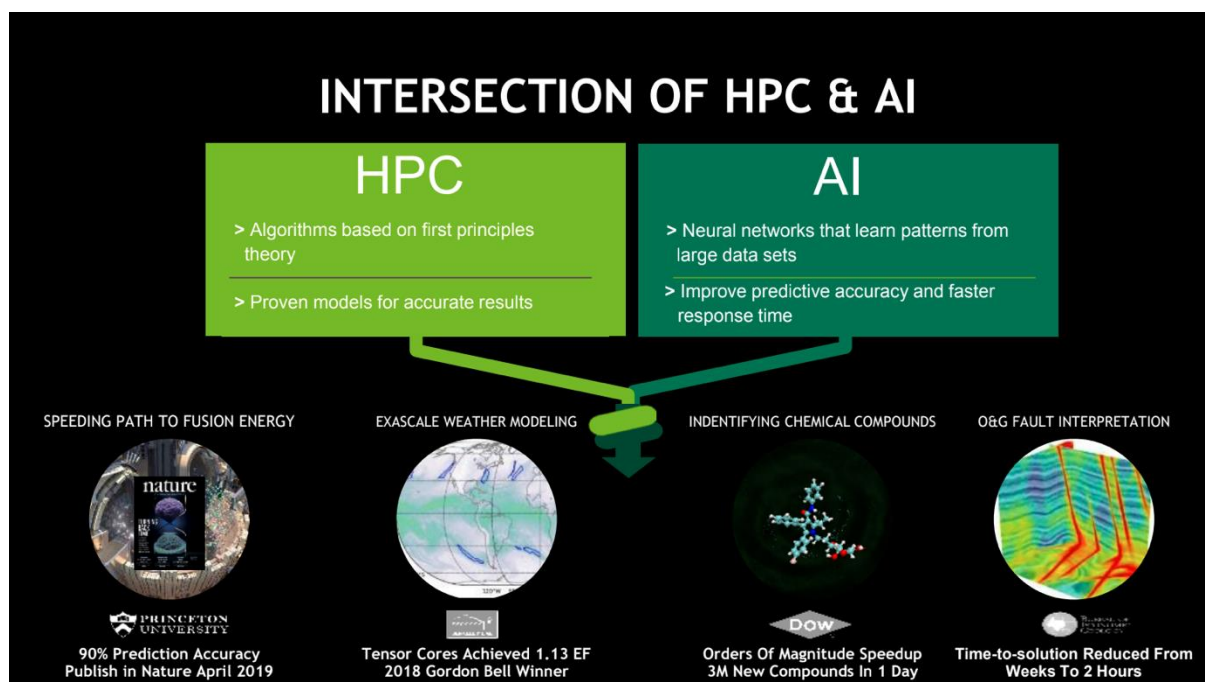 INTERSECTION OF HPC & AI
HPC
> Algorithms based on first principles
theory
> Proven models for accurate results
AI
> Neural networks that learn patterns from
large data sets
> Improve predictive accuracy and faster
response time
SPEEDING PATH TO FUSION ENERGY
nature
PRINCETON
UNIVERSITY
90% Prediction Accuracy
Publish in Nature April 2019
EXASCALE WEATHER MODELING
120°W
Tensor Cores Achieved 1.13 EF
2018 Gordon Bell Winner
INDENTIFYING CHEMICAL COMPOUNDS
DOW
Orders Of Magnitude Speedup
3M New Compounds In 1 Day
O&G FAULT INTERPRETATION
Time-to-solution Reduced From
Weeks To 2 Hours